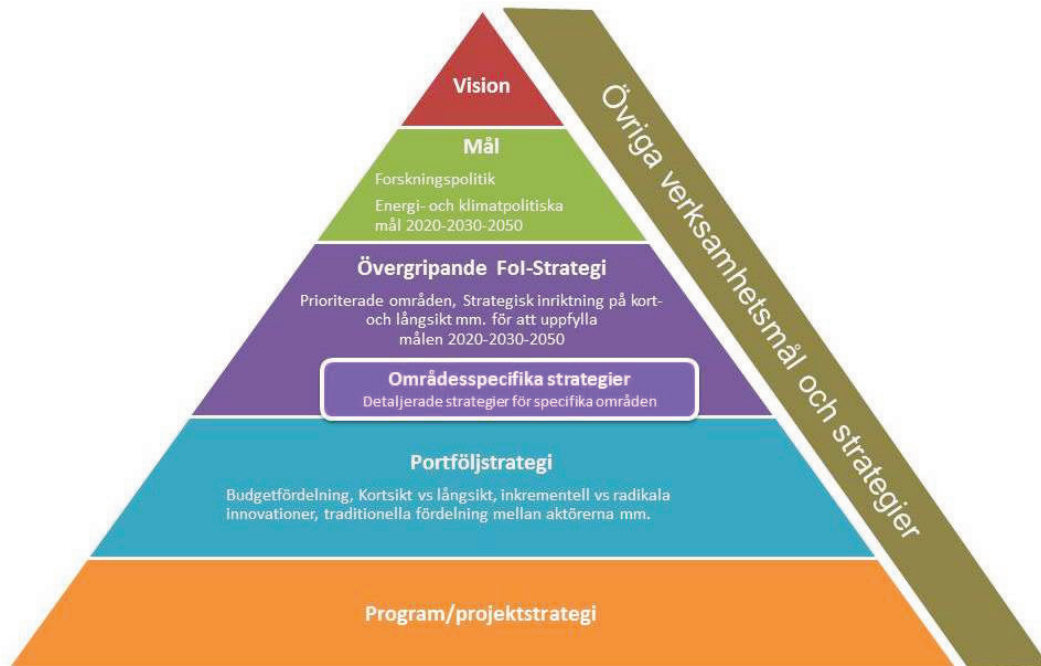 Vision
Mål
Forskningspolitik
Energi- och klimatpolitiska
mål 2020-2030-2050
Övergripande FoI-Strategi
Prioriterade områden, Strategisk inriktning på kort-
och långsikt mm. för att uppfylla
målen 2020-2030-2050
Områdesspecifika strategier
Detaljerade strategier för specifika områden
Portföljstrategi
Budgetfördelning, Kortsikt vs långsikt, inkrementell vs radikala
innovationer, traditionella fördelning mellan aktörerna mm.
Program/projektstrategi
Övriga verksamhetsmål och strategier